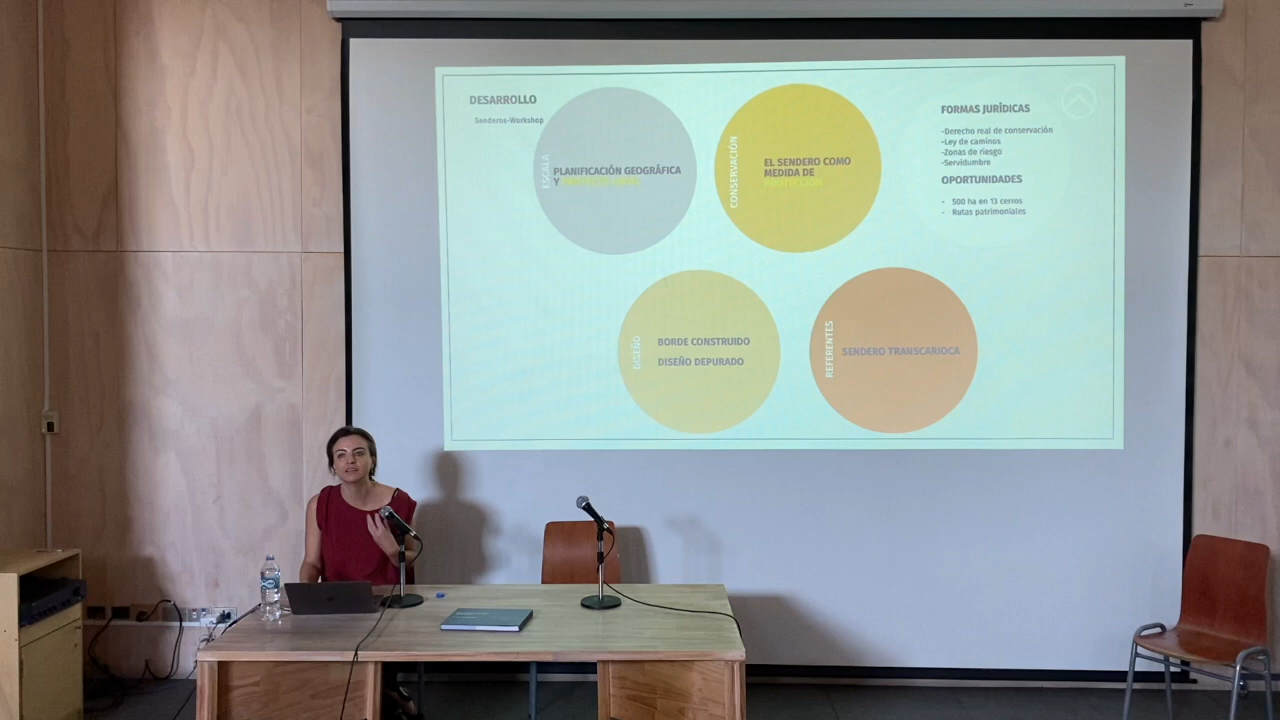 DESARROLLO
Senderos-Workshop
ESCALA
PLANIFICACIÓN GEOGRÁFICA
Y
CONSERVACIÓN
EL SENDERO COMO
MEDIDA DE
PROTECCIÓN
FORMAS JURÍDICAS
-Derecho real de conservación
-Ley de caminos
-Zonas de riesgo
-Servidumbre
OPORTUNIDADES
- 500 ha en 13 cerros
- Rutas patrimoniales
DISEÑO
BORDE CONSTRUIDO
DISEÑO DEPURADO
REFERENTES
SENDERO TRANSCARIOCA